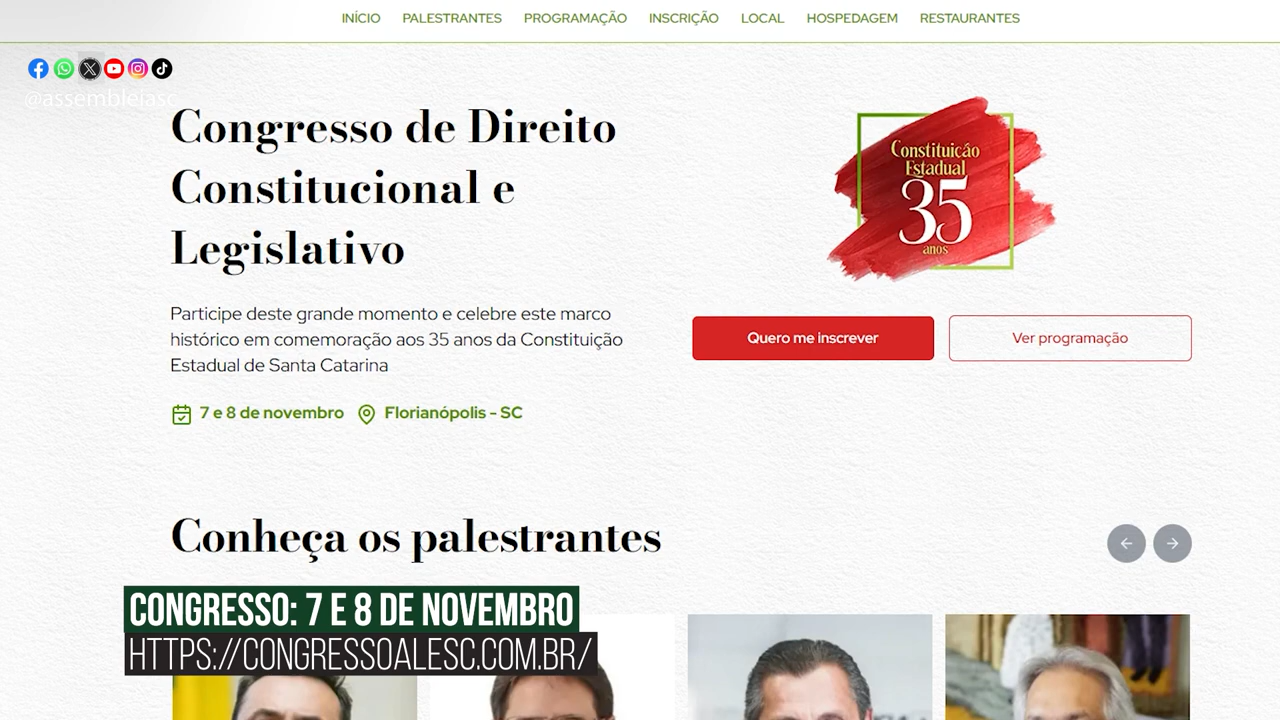 INÍCIO PALESTRANTES PROGRAMAÇÃO INSCRIÇÃO LOCAL HOSPEDAGEM RESTAURANTES
@assembleiasc
Congresso de Direito
Constitucional e
Legislativo
Participe deste grande momento e celebre este marco
histórico em comemoração aos 35 anos da Constituição
Estadual de Santa Catarina
7 e 8 de novembro Florianópolis - SC
Constituição
Estadual
35
anos
Quero me inscrever
Ver programação
Conheça os palestrantes
CONGRESSO: 7 E 8 DE NOVEMBRO
HTTPS://CONGRESSOALESC.COM.BR/